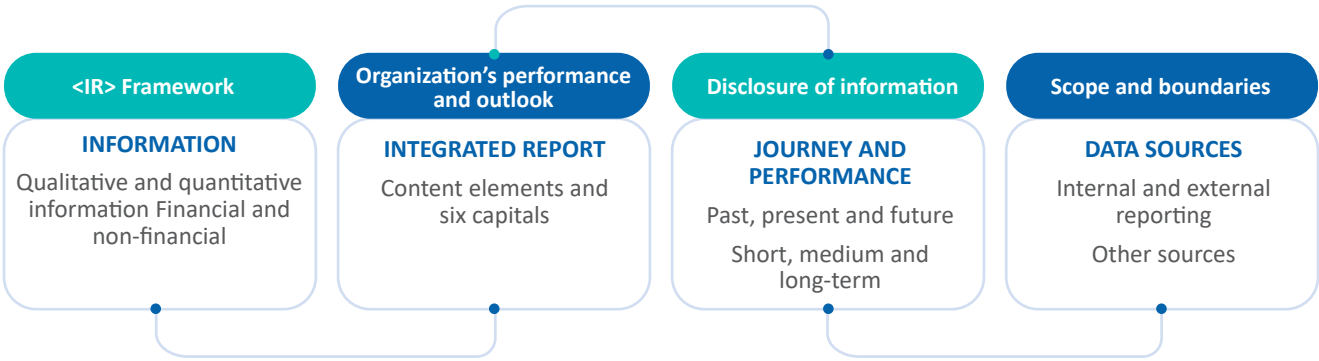 <IR> Framework
INFORMATION
Qualitative and quantitative
information Financial and
non-financial
Organization's performance
and outlook
INTEGRATED REPORT
Content elements and
six capitals
Disclosure of information
JOURNEY AND
PERFORMANCE
Past, present and future
Short, medium and
long-term
Scope and boundaries
DATA SOURCES
Internal and external
reporting
Other sources